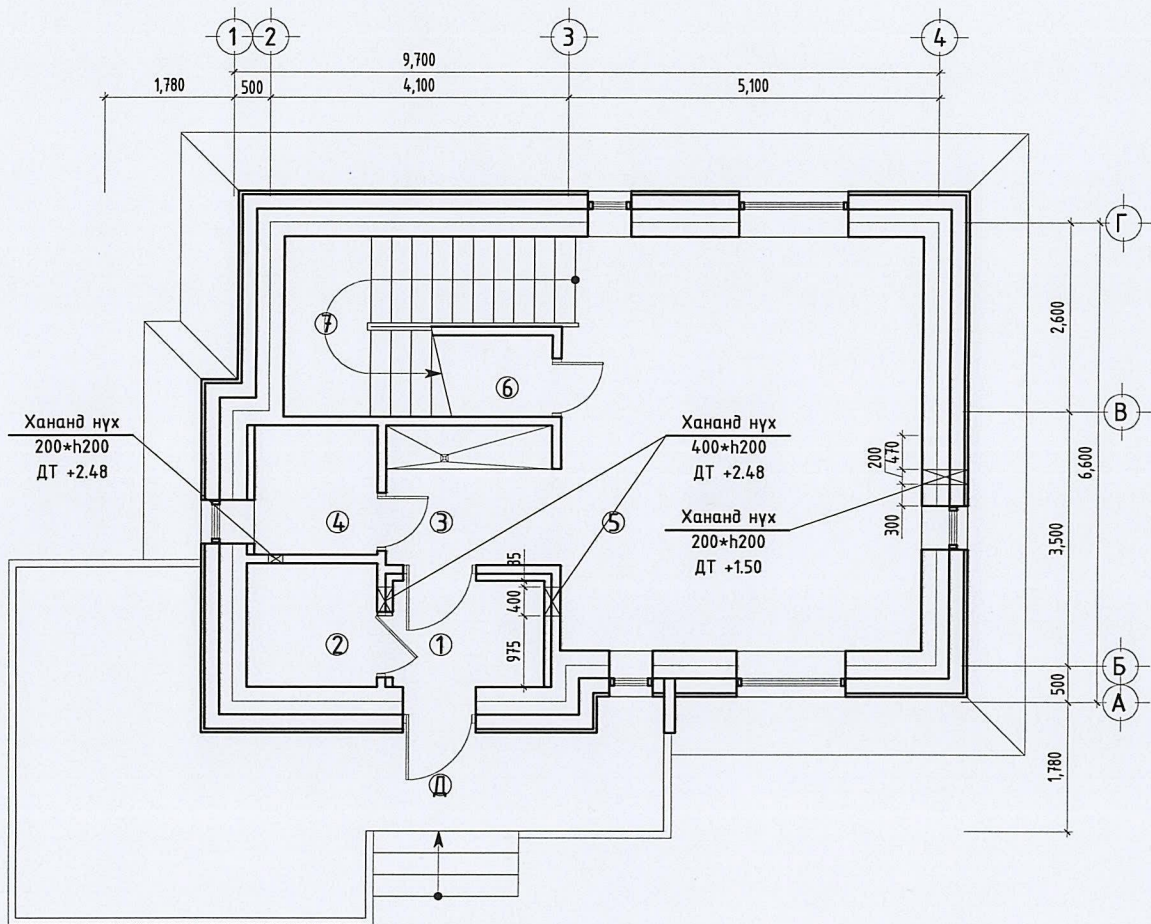 1 2 3 4
9,700
1,780 500 4,100 5,100
Г
2,600
7
В
6
Хананд нүх
200*h200
ДТ +2.48
Хананд нүх
400*h200
ДТ +2.48
200
470
6,600
4 3 5
Хананд нүх
200*h200
ДТ +1.50
300
3,500
85
400
2 1
975
Б
500
А
Д
1,780